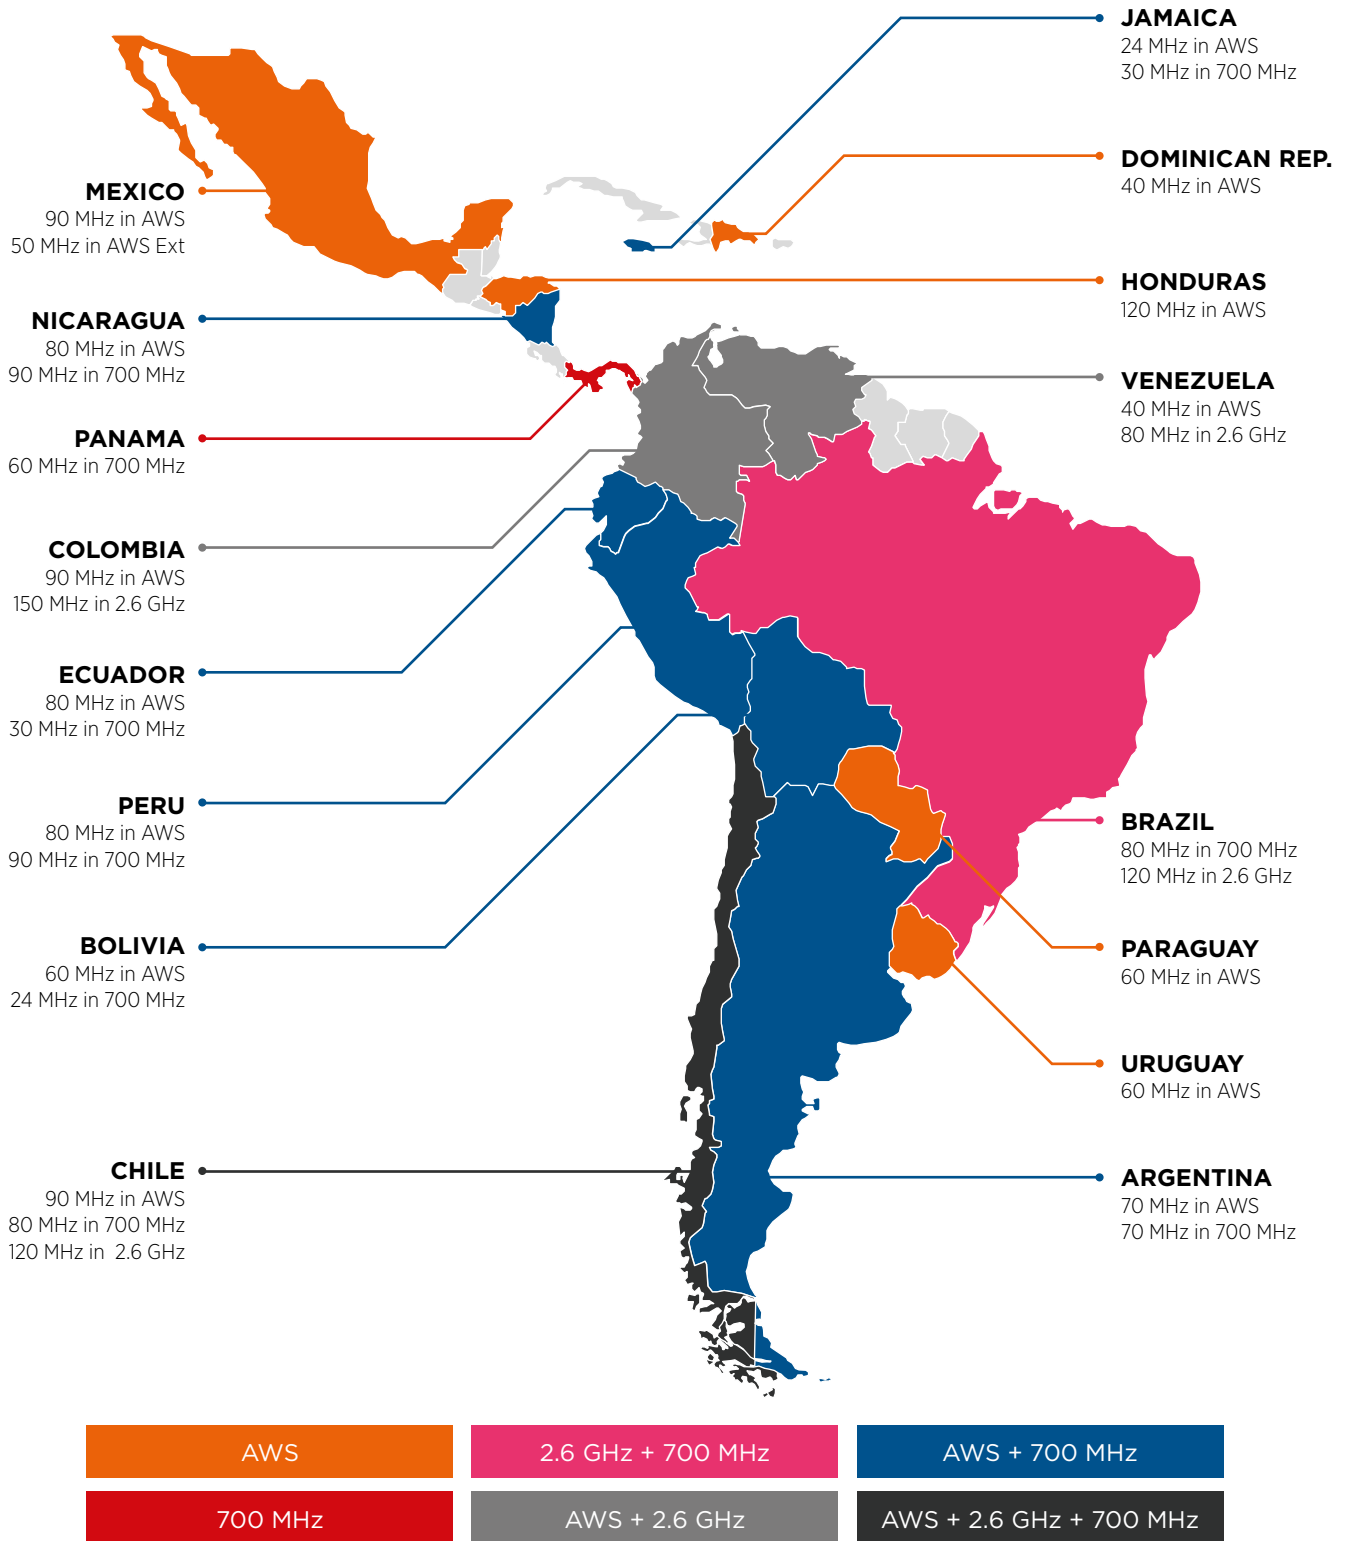 JAMAICA
24 MHz in AWS
30 MHz in 700 MHz
DOMINICAN REP.
40 MHz in AWS
MEXICO
90 MHz in AWS
50 MHz in AWS Ext
HONDURAS
120 MHz in AWS
NICARAGUA
80 MHz in AWS
90 MHz in 700 MHz
VENEZUELA
40 MHz in AWS
80 MHz in 2.6 GHz
PANAMA
60 MHz in 700 MHz
COLOMBIA
90 MHz in AWS
150 MHz in 2.6 GHz
ECUADOR
80 MHz in AWS
30 MHz in 700 MHz
PERU
80 MHz in AWS
90 MHz in 700 MHz
BRAZIL
80 MHz in 700 MHz
120 MHz in 2.6 GHz
BOLIVIA
60 MHz in AWS
24 MHz in 700 MHz
PARAGUAY
60 MHz in AWS
URUGUAY
60 MHz in AWS
CHILE
90 MHz in AWS
80 MHz in 700 MHz
120 MHz in 2.6 GHz
ARGENTINA
70 MHz in AWS
70 MHz in 700 MHz
AWS
2.6 GHz + 700 MHz
AWS + 700 MHz
700 MHz
AWS + 2.6 GHz
AWS + 2.6 GHz + 700 MHz